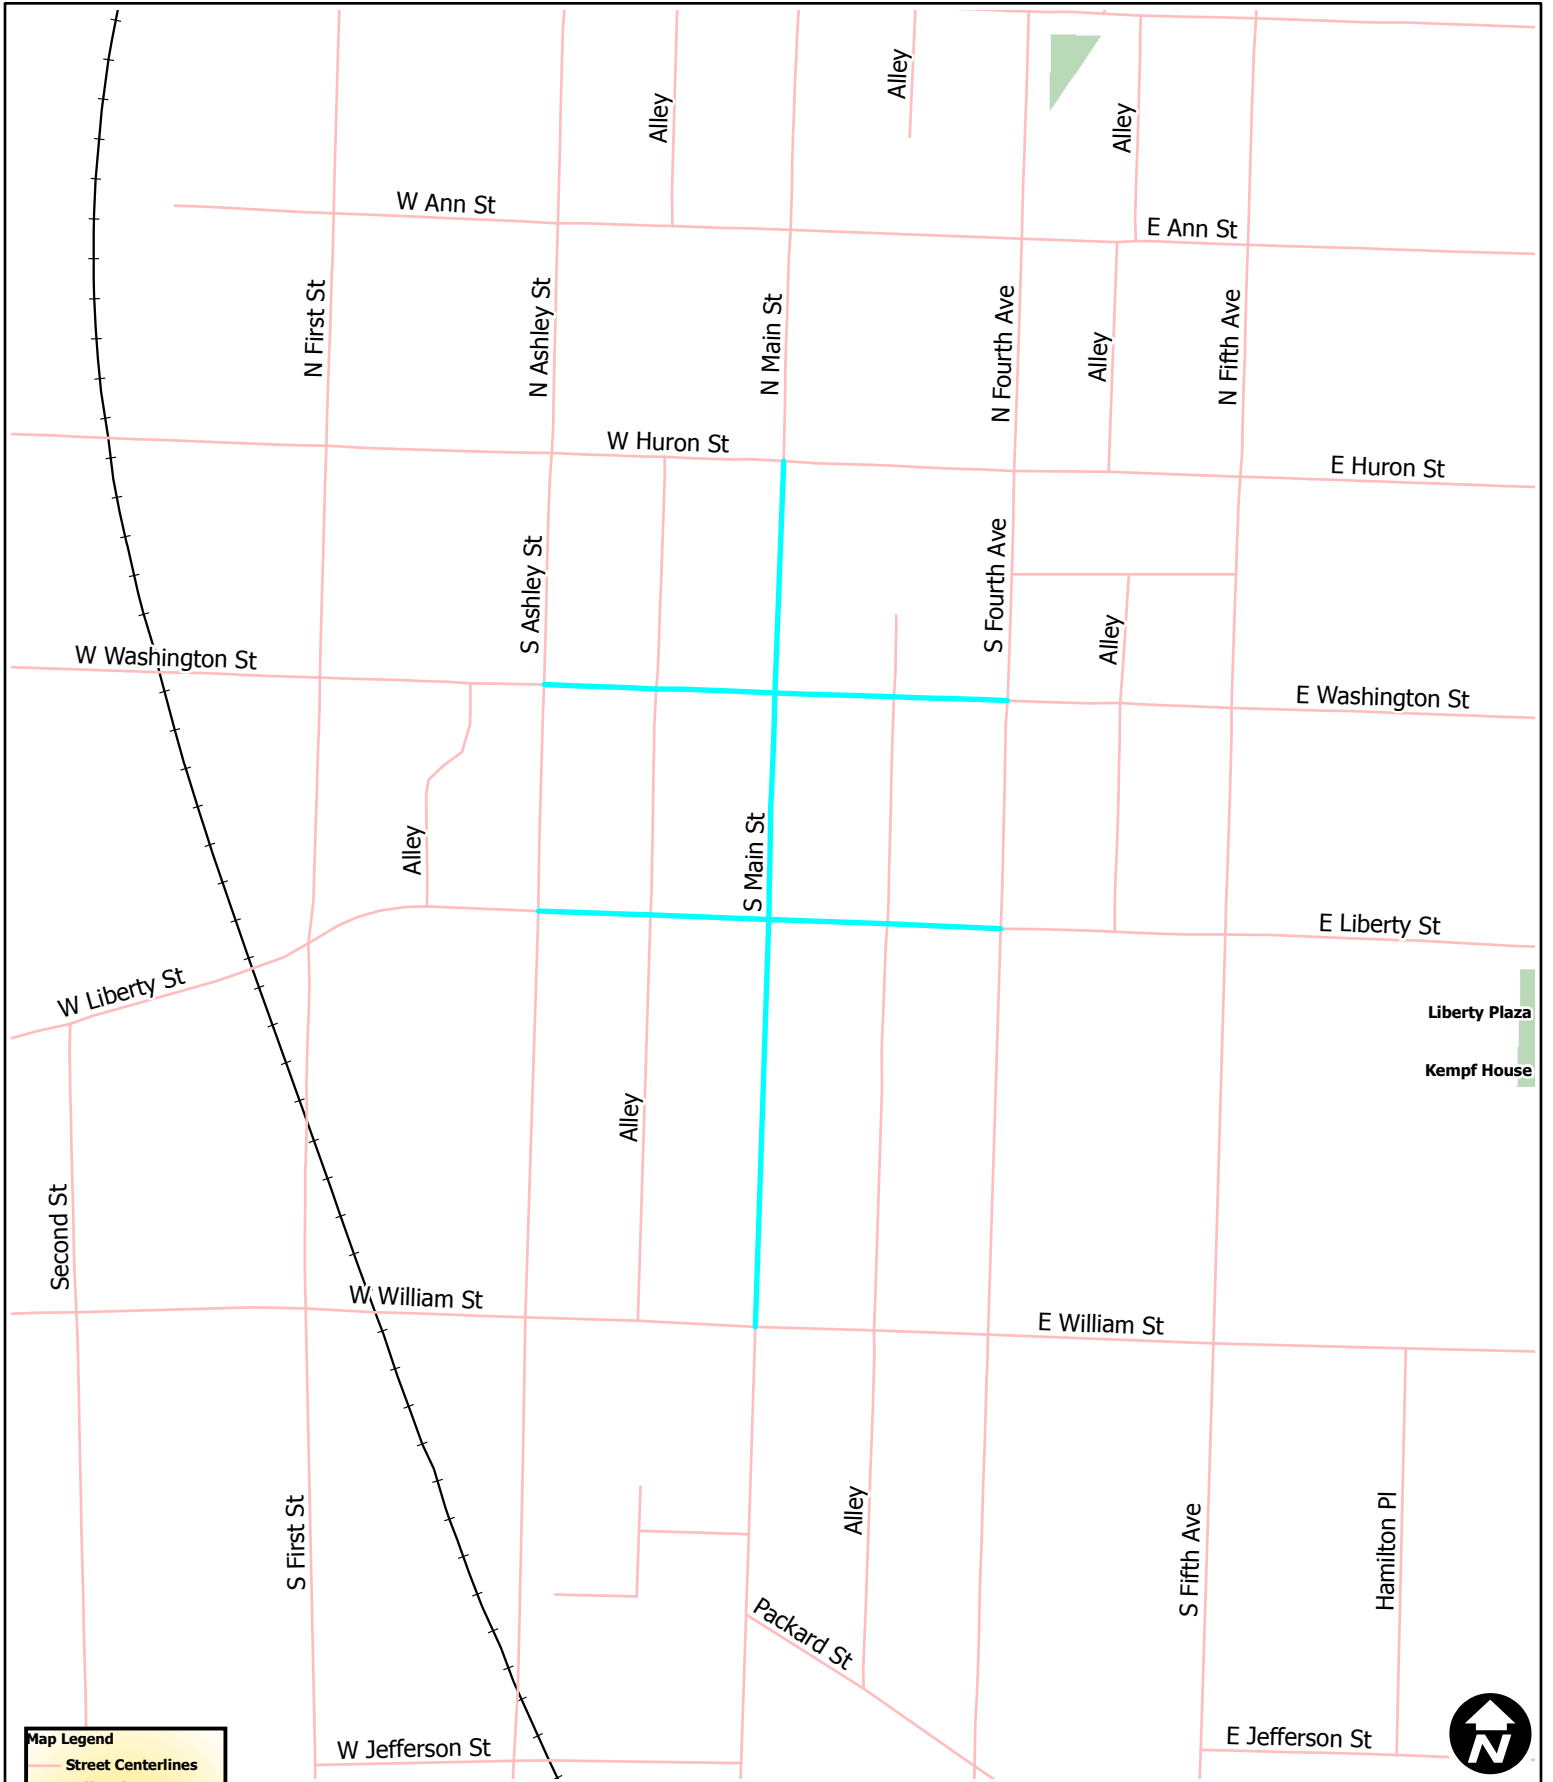 Alley
Alley
Alley
W Ann St
E Ann St
N First St
N Ashley St
N Main St
N Fourth Ave
Alley
N Fifth Ave
W Huron St
E Huron St
S Ashley St
S Fourth Ave
Alley
W Washington St
E Washington St
Alley
S Main St
E Liberty St
W Liberty St
Liberty Plaza
Kempf House
Alley
Second St
W William St
E William St
S First St
Alley
S Fifth Ave
Hamilton Pl
Packard St
Map Legend
Street Centerlines
W Jefferson St
E Jefferson St
N